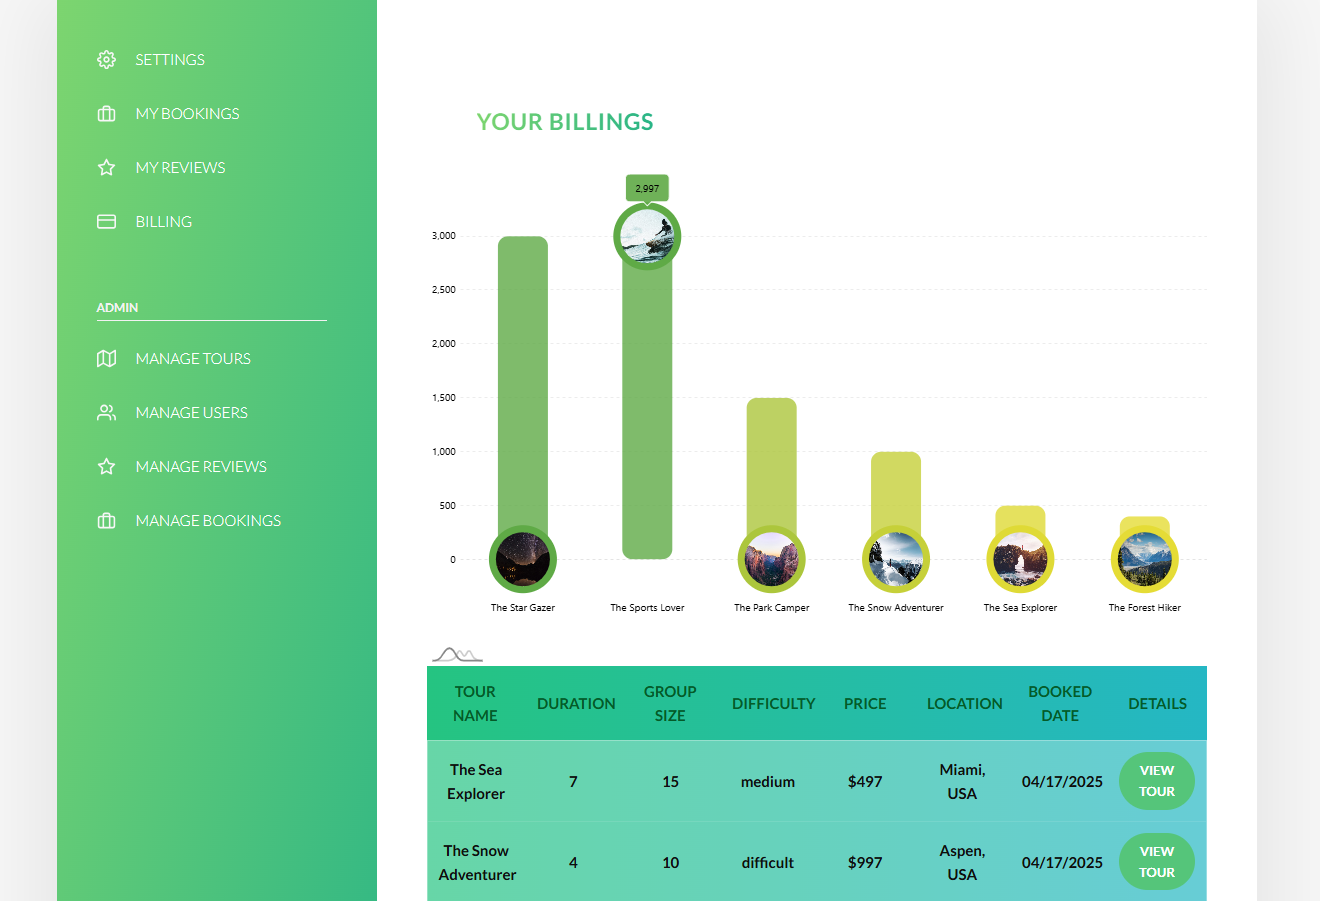 SETTINGS
MY BOOKINGS
MY REVIEWS
BILLING
ADMIN
MANAGE TOURS
MANAGE USERS
MANAGE REVIEWS
MANAGE BOOKINGS
YOUR BILLINGS
2,997
3,000
2,500
2,000
1,500
1,000
500
0
The Star Gazer
The Sports Lover
The Park Camper
The Snow Adventurer
The Sea Explorer
The Forest Hiker
TOUR
NAME
DURATION
GROUP
SIZE
DIFFICULTY
PRICE
LOCATION
BOOKED
DATE
DETAILS
The Sea
Explorer
7
15
medium
$497
Miami,
USA
04/17/2025
VIEW
TOUR
The Snow
Adventurer
4
10
difficult
$997
Aspen,
USA
04/17/2025
VIEW
TOUR